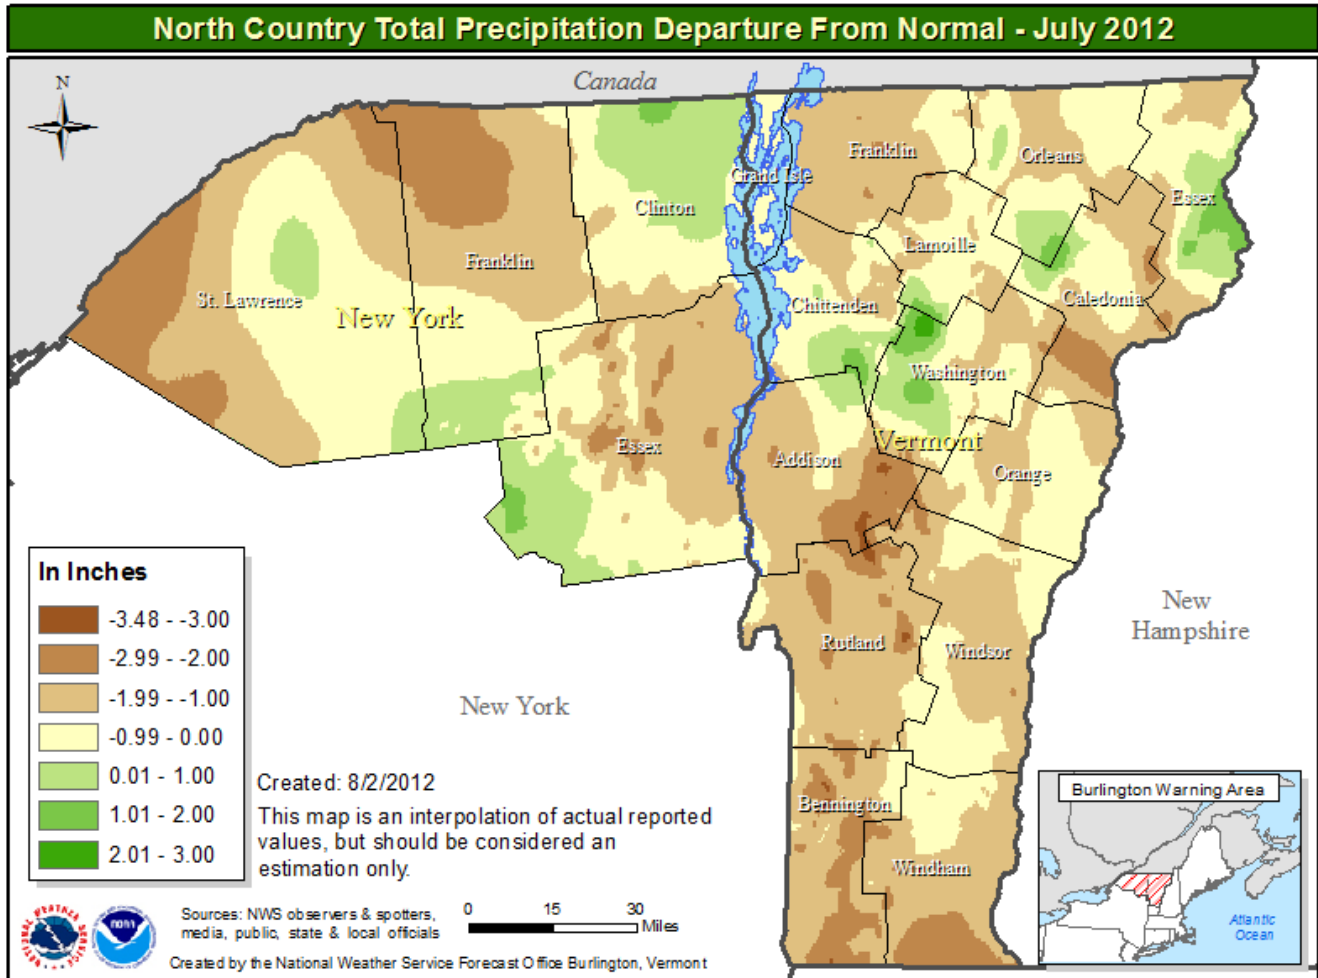 North Country Total Precipitation Departure From Normal - July 2012
N
Canada
Franklin
Orleans
Grand Isle
Essex
Clinton
Lamoille
Franklin
St. Lawrence
Chittenden
Caledonia
New York
Washington
Vermont
Essex
Addison
Orange
In Inches
-3.48 - -3.00
-2.99 - -2.00
-1.99 - -1.00
-0.99 - 0.00
0.01 - 1.00
1.01 - 2.00
2.01 - 3.00
New
Hampshire
Rutland
Windsor
New York
Created: 8/2/2012
This map is an interpolation of actual reported
values, but should be considered an
estimation only.
Bennington
Windham
Burlington Warning Area
Atlantic
Ocean
NATIONAL WEATHER SERVICE
noaa
Sources: NWS observers & spotters,
media, public, state & local officials
0 15 30
Miles
Created by the National Weather Service Forecast Office Burlington, Vermont